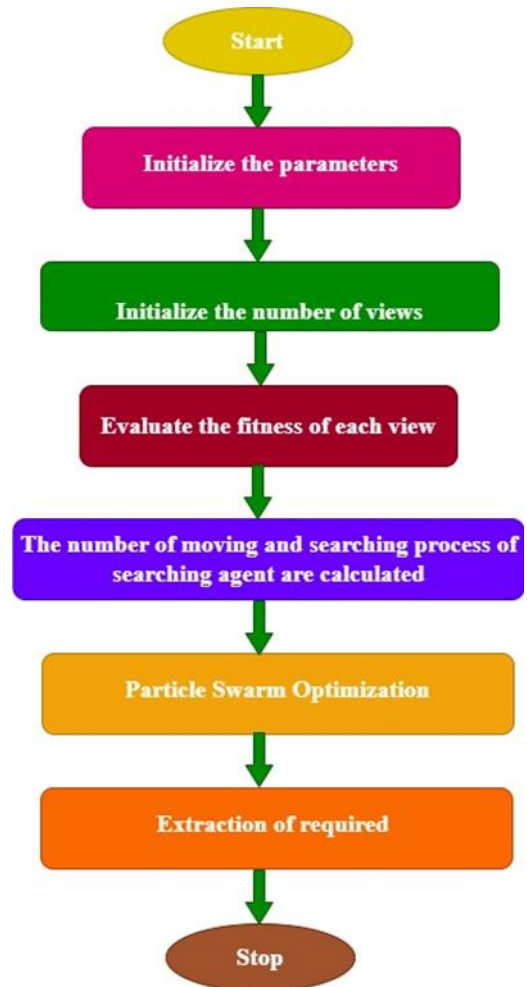 Start
Initialize the parameters
Initialize the number of views
Evaluate the fitness of each view
The number of moving and searching process of
searching agent are calculated
Particle Swarm Optimization
Extraction of required
Stop